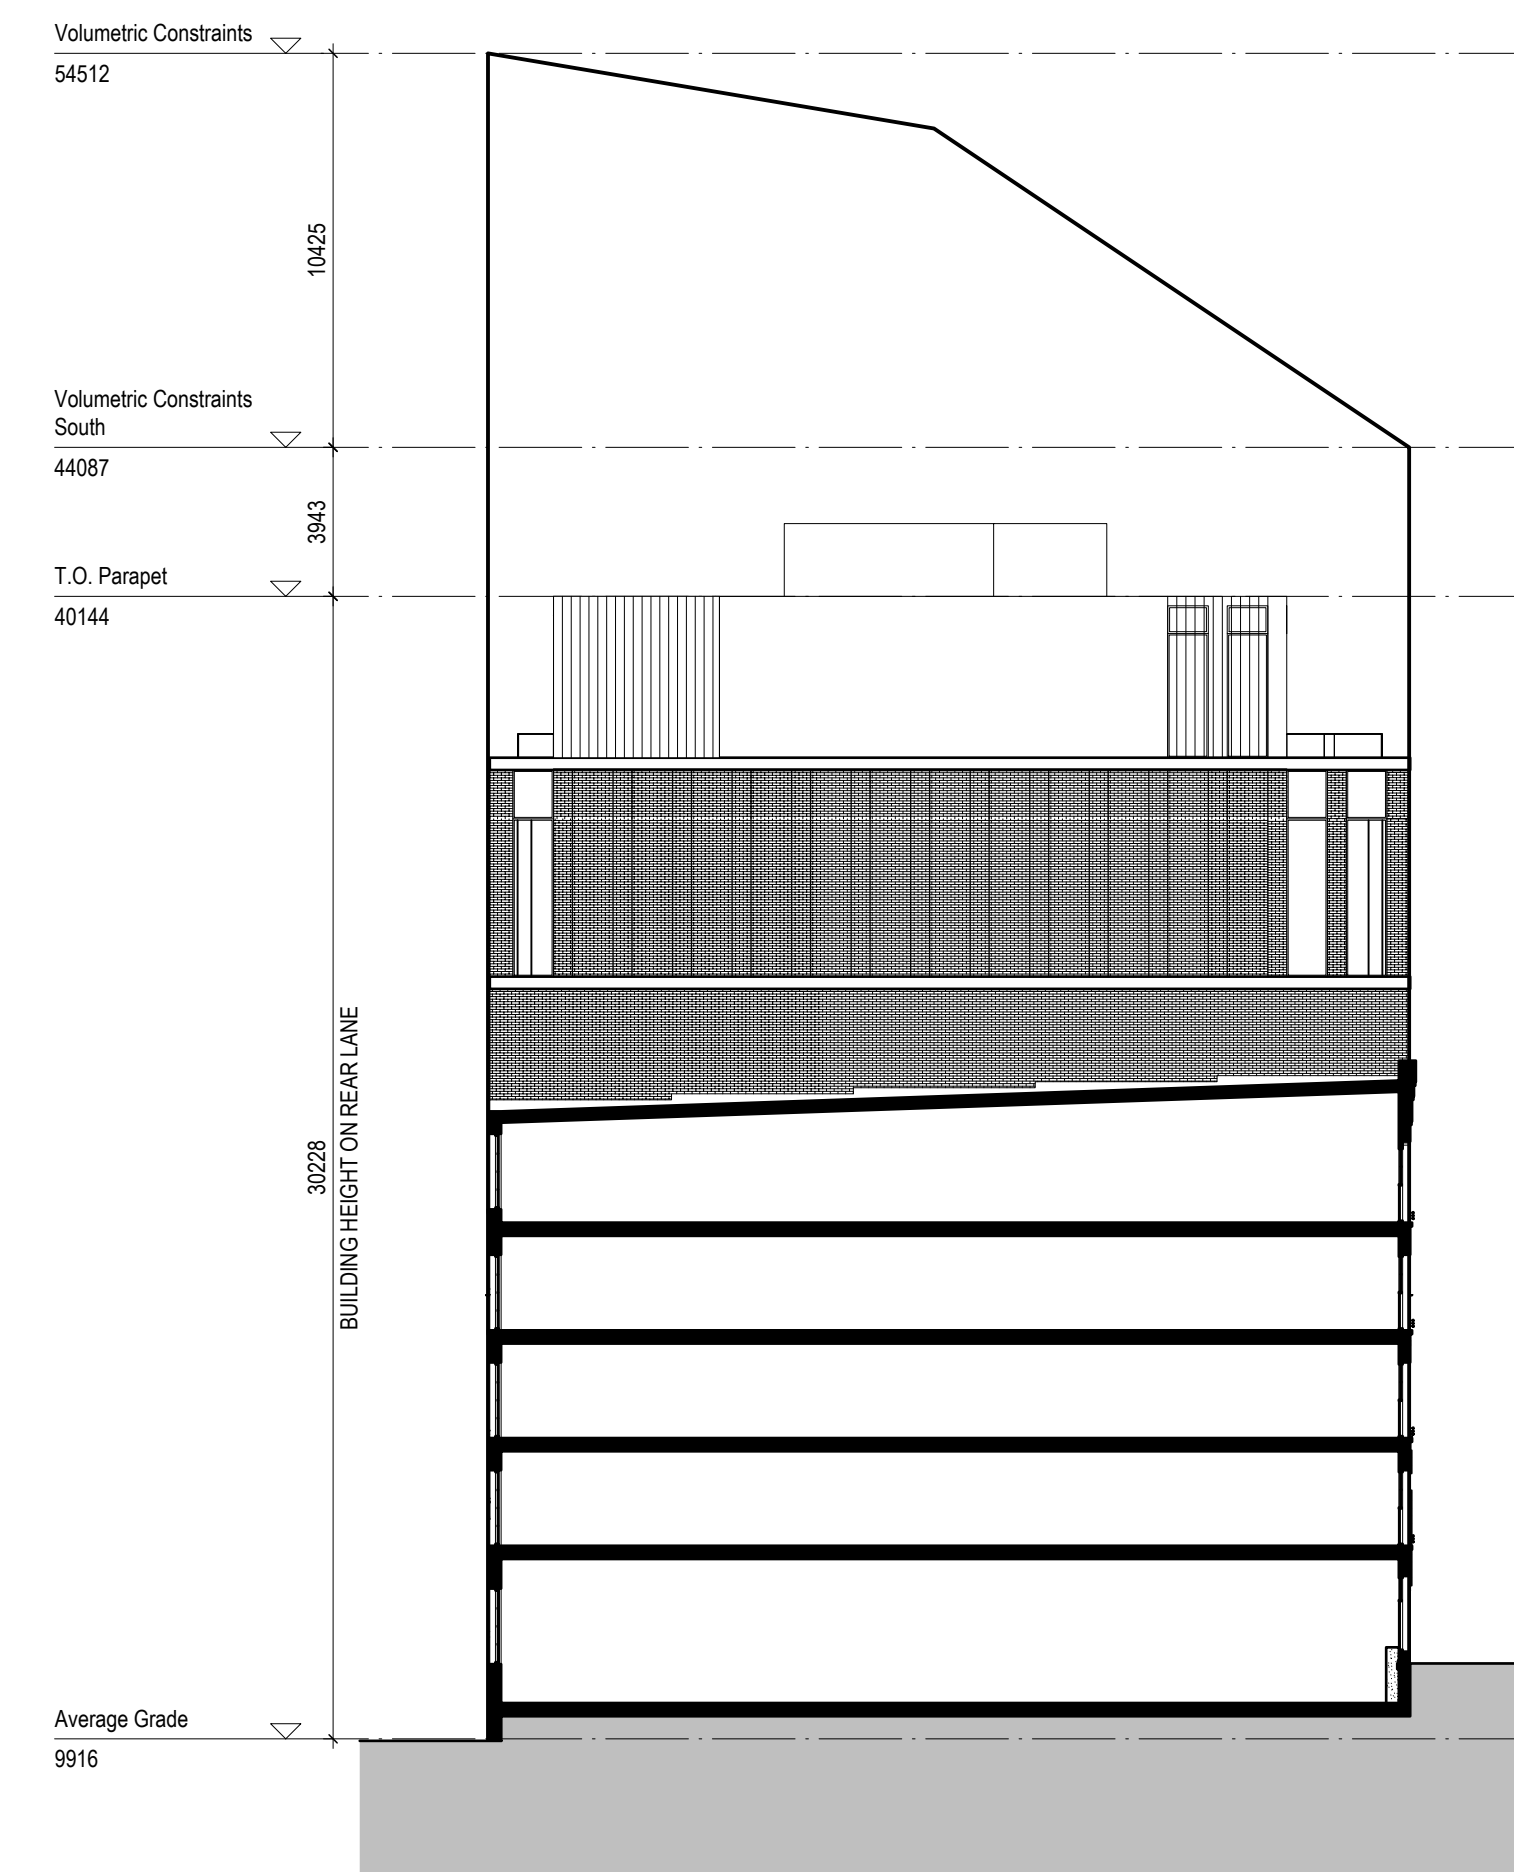 Volumetric Constraints
54512
10425
Volumetric Constraints
South
44087
3943
T.O. Parapet
40144
30228
BUILDING HEIGHT ON REAR LANE
Average Grade
9916